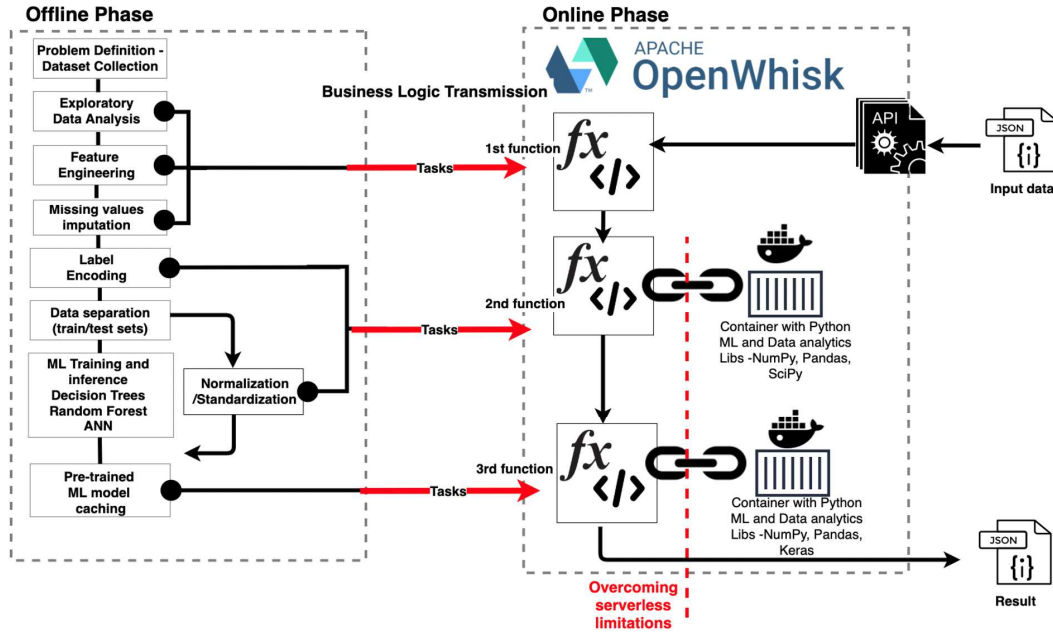 Offline Phase
Problem Definition -
Dataset Collection
Exploratory
Data Analysis
Feature
Engineering
Missing values
imputation
Label
Encoding
Data separation
(train/test sets)
ML Training and
inference
Decision Trees
Random Forest
ANN
Normalization
/Standardization
Pre-trained
ML model
caching
Business Logic Transmission
Tasks
Tasks
Tasks
Online Phase
APACHE
OpenWhisk
TM
1st function
fx
</>
2nd function
fx
</>
3rd function
fx
</>
API
JSON
{i}
Input data
Container with Python
ML and Data analytics
Libs -NumPy, Pandas,
SciPy
Container with Python
ML and Data analytics
Libs -NumPy, Pandas,
Keras
Overcoming
serverless
limitations
JSON
{i}
Result